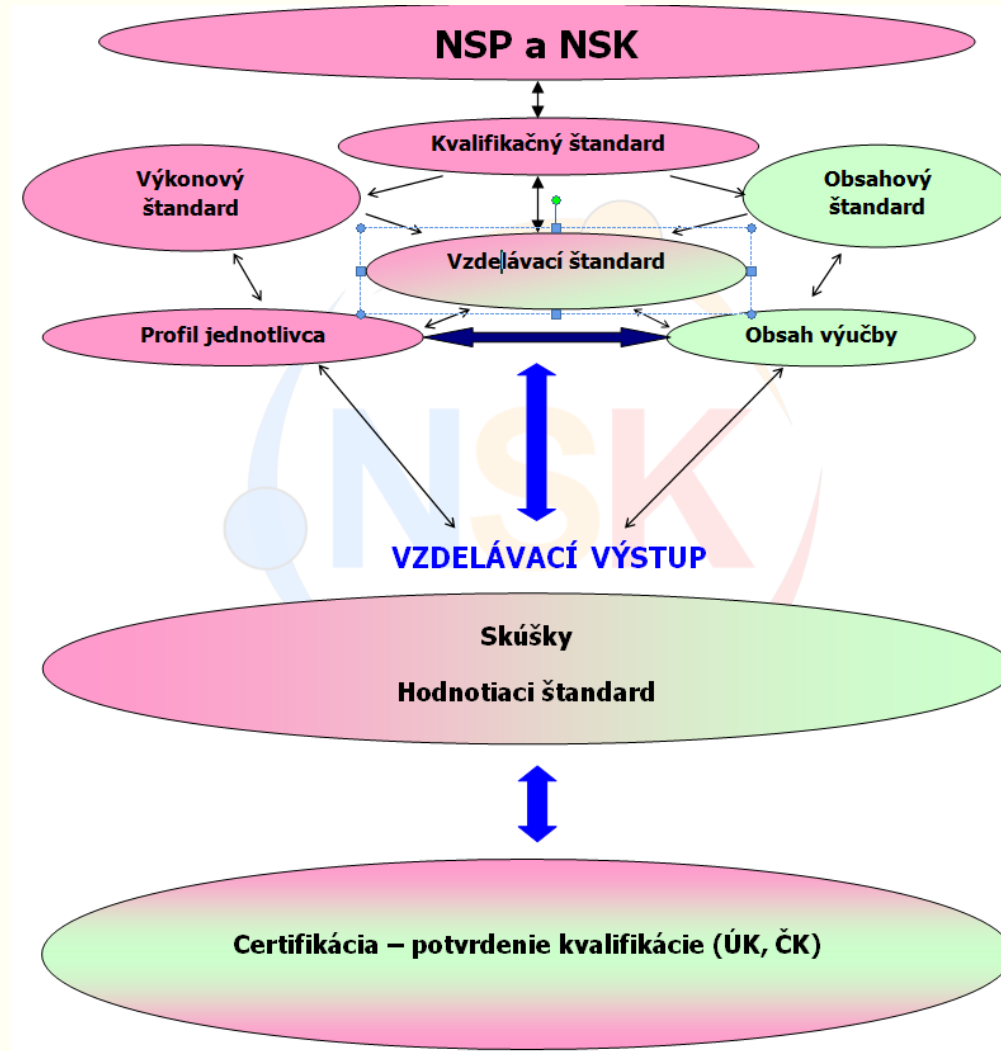 NSP a NSK
Kvalifikačný štandard
Výkonový
štandard
Obsahový
štandard
Vzdelávací štandard
Profil jednotlivca
Obsah výučby
NSK
VZDELÁVACÍ VÝSTUP
Skúšky
Hodnotiaci štandard
Certifikácia – potvrdenie kvalifikácie (ÚK, ČK)